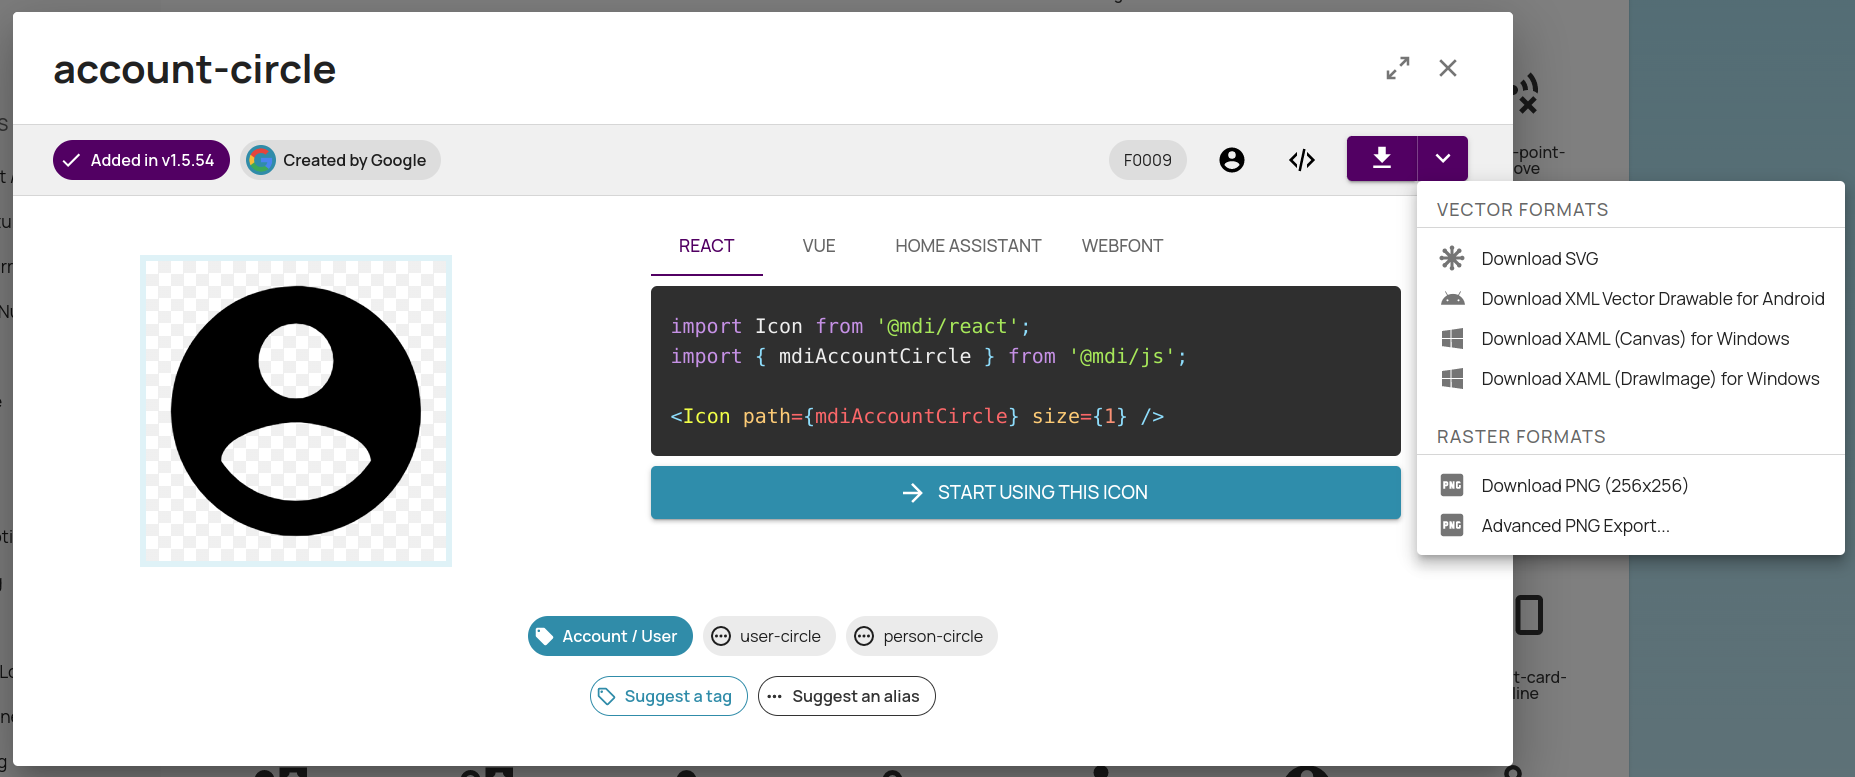 account-circle
Added in v1.5.54
Created by Google
F0009
REACT
VUE
HOME ASSISTANT
WEBFONT
import Icon from '@mdi/react';
import { mdiAccountCircle } from '@mdi/js';
<Icon path={mdiAccountCircle} size={1} />
START USING THIS ICON
Account / User
user-circle
person-circle
Suggest a tag
Suggest an alias
VECTOR FORMATS
Download SVG
Download XML Vector Drawable for Android
Download XAML (Canvas) for Windows
Download XAML (DrawImage) for Windows
RASTER FORMATS
PNG
Download PNG (256x256)
PNG
Advanced PNG Export...
-point-
ove
t-card-
line